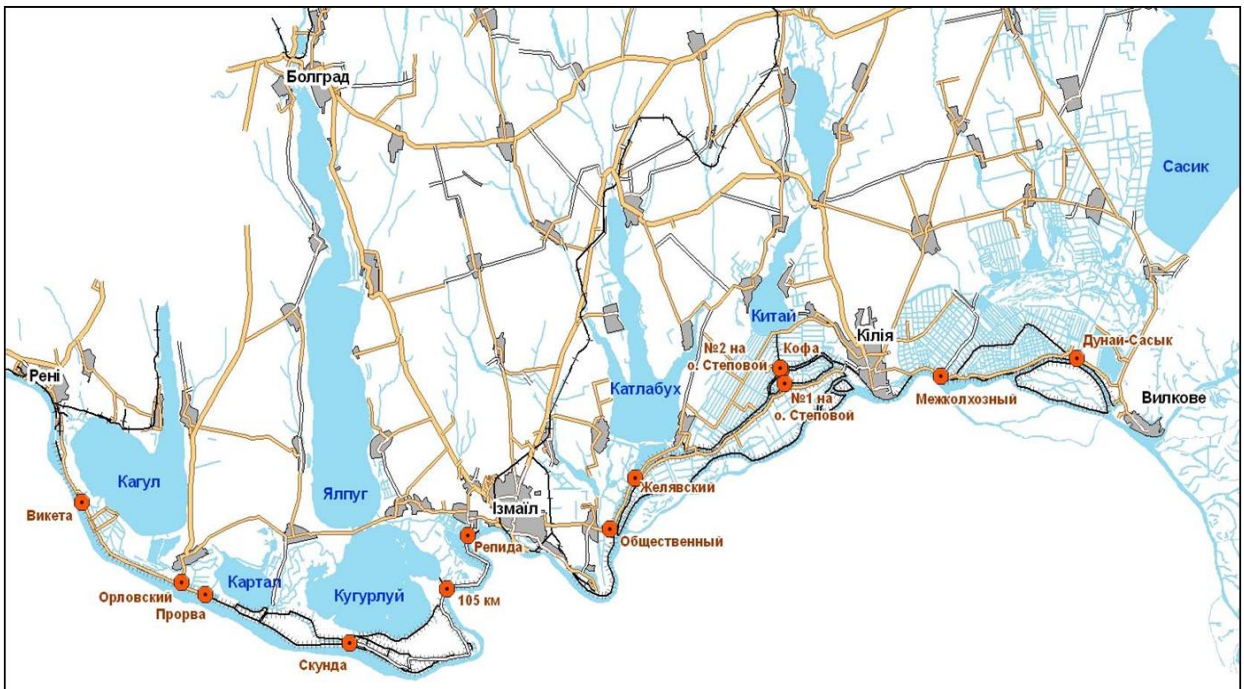 Болград
Сасик
Китай
Кілія
№2 на
о. Степовой
Кофа
Дунай-Сасык
Рені
Катлабух
№1 на
о. Степовой
Межколхозный
Вилкове
Кагул
Ялпуг
Желявский
Викета
Ізмаїл
Репида
Общественный
Орловский
Картал
Кугурлуй
105 км
Прорва
Скунда